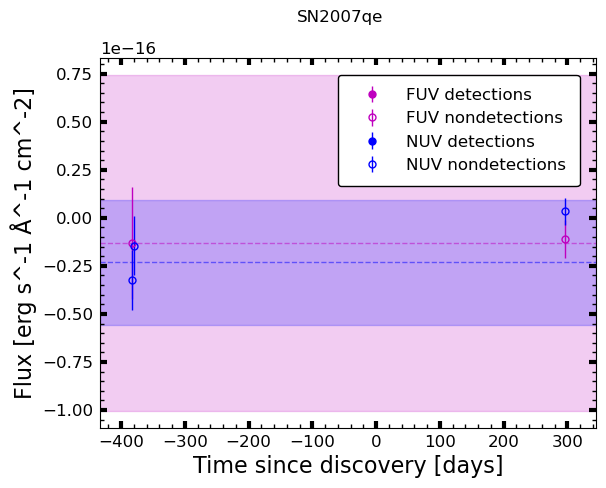 SN2007qe
1e−16
FUV detections
FUV nondetections
NUV detections
NUV nondetections
0.75
0.50
0.25
0.00
−0.25
−0.50
−0.75
−1.00
Flux [erg s^-1 Å^-1 cm^-2]
−400 −300 −200 −100 0 100 200 300
Time since discovery [days]